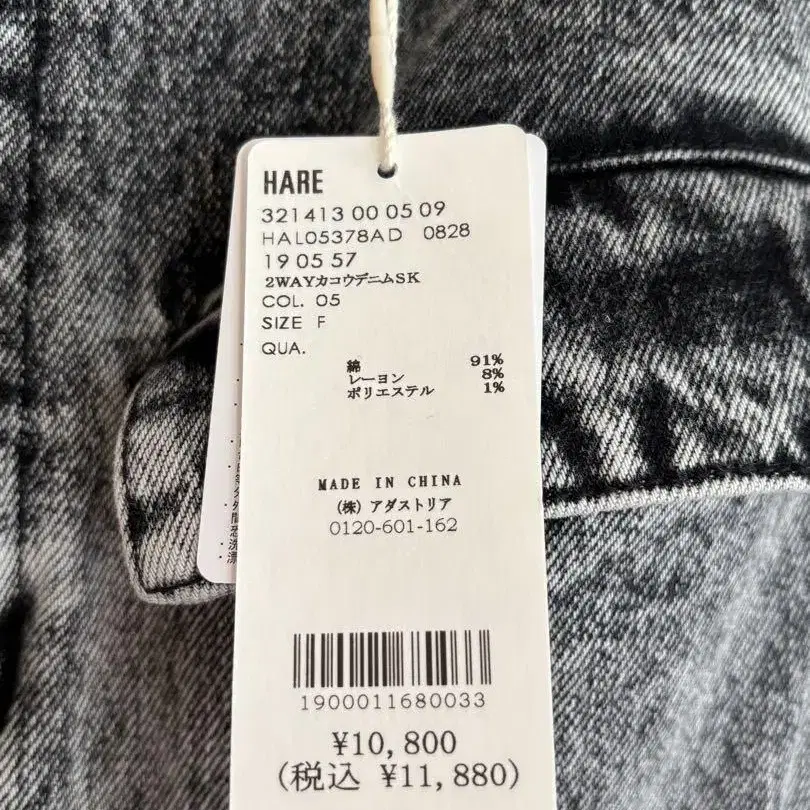 HARE
321413 00 05 09
HAL05378AD 0828
19 05 57
2WAYカコウデニムSK
COL. 05
SIZE F
QUA.
綿 91%
レーヨン 8%
ポリエステル 1%
MADE IN CHINA
(株) アダストリア
0120-601-162
1900011680033
¥10,800
(税込 ¥11,880)